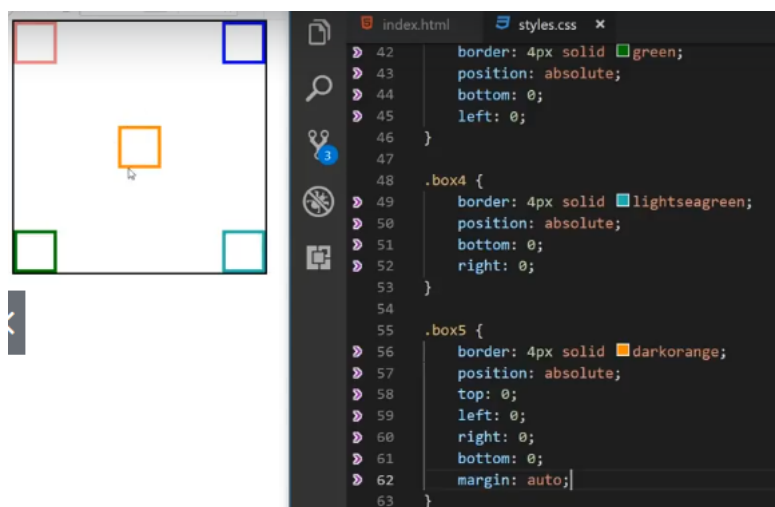 index.html styles.css ×
42 border: 4px solid green;
43 position: absolute;
44 bottom: 0;
45 left: 0;
46 }
47
48 .box4 {
49 border: 4px solid lightseagreen;
50 position: absolute;
51 bottom: 0;
52 right: 0;
53 }
54
55 .box5 {
56 border: 4px solid darkorange;
57 position: absolute;
58 top: 0;
59 left: 0;
3
60 right: 0;
61 bottom: 0;
62 margin: auto;
63 }